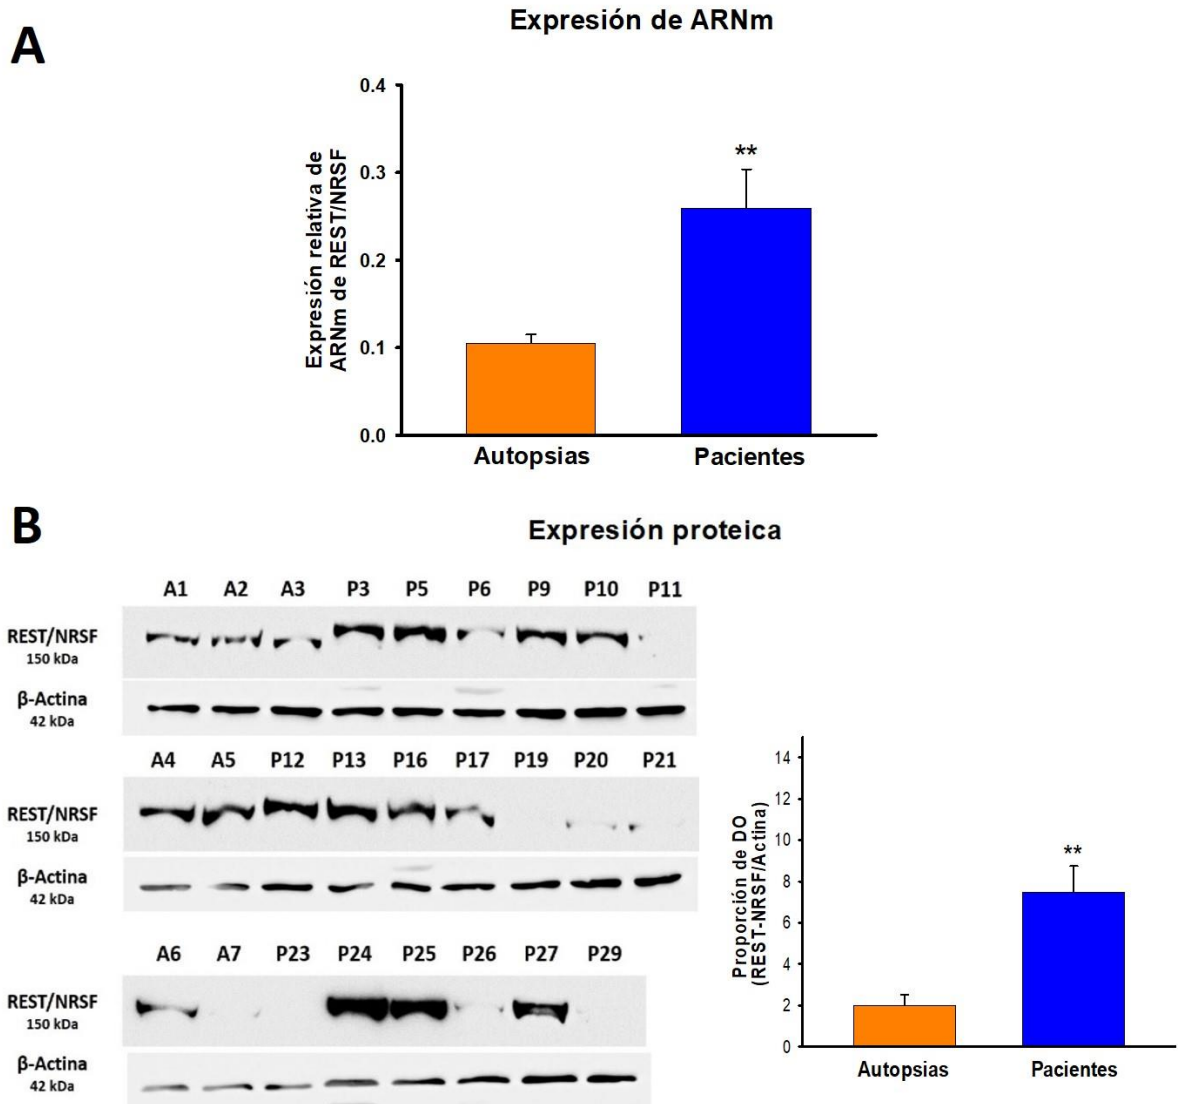 A
Expresión de ARNm
Expresión relativa de
ARNm de REST/NRSF
0.4
0.3
0.2
0.1
0.0
**
Autopsias
Pacientes
B
Expresión proteica
A1 A2 A3 P3 P5 P6 P9 P10 P11
REST/NRSF
150 kDa
β-Actina
42 kDa
A4 A5 P12 P13 P16 P17 P19 P20 P21
REST/NRSF
150 kDa
β-Actina
42 kDa
A6 A7 P23 P24 P25 P26 P27 P29
REST/NRSF
150 kDa
β-Actina
42 kDa
Proporción de DO
(REST-NRSF/Actina)
14
12
10
8
6
4
2
0
**
Autopsias
Pacientes